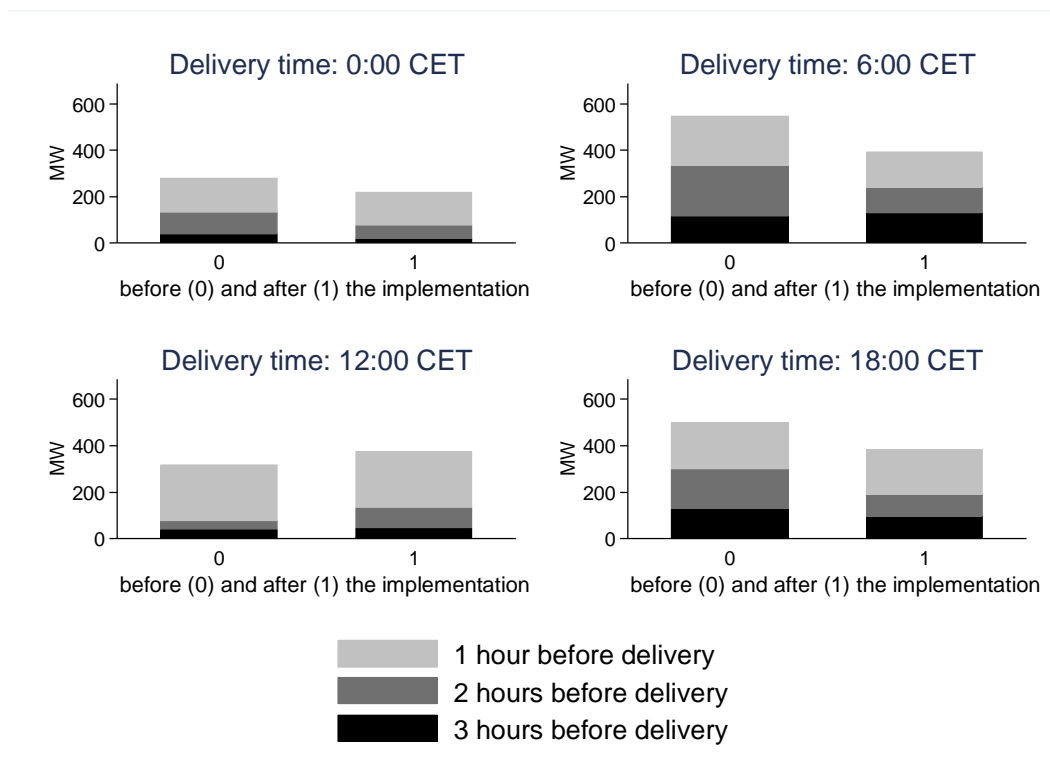 Delivery time: 0:00 CET
MW
600
400
200
0
0 1
before (0) and after (1) the implementation
Delivery time: 6:00 CET
MW
600
400
200
0
0 1
before (0) and after (1) the implementation
Delivery time: 12:00 CET
MW
600
400
200
0
0 1
before (0) and after (1) the implementation
Delivery time: 18:00 CET
MW
600
400
200
0
0 1
before (0) and after (1) the implementation
1 hour before delivery
2 hours before delivery
3 hours before delivery